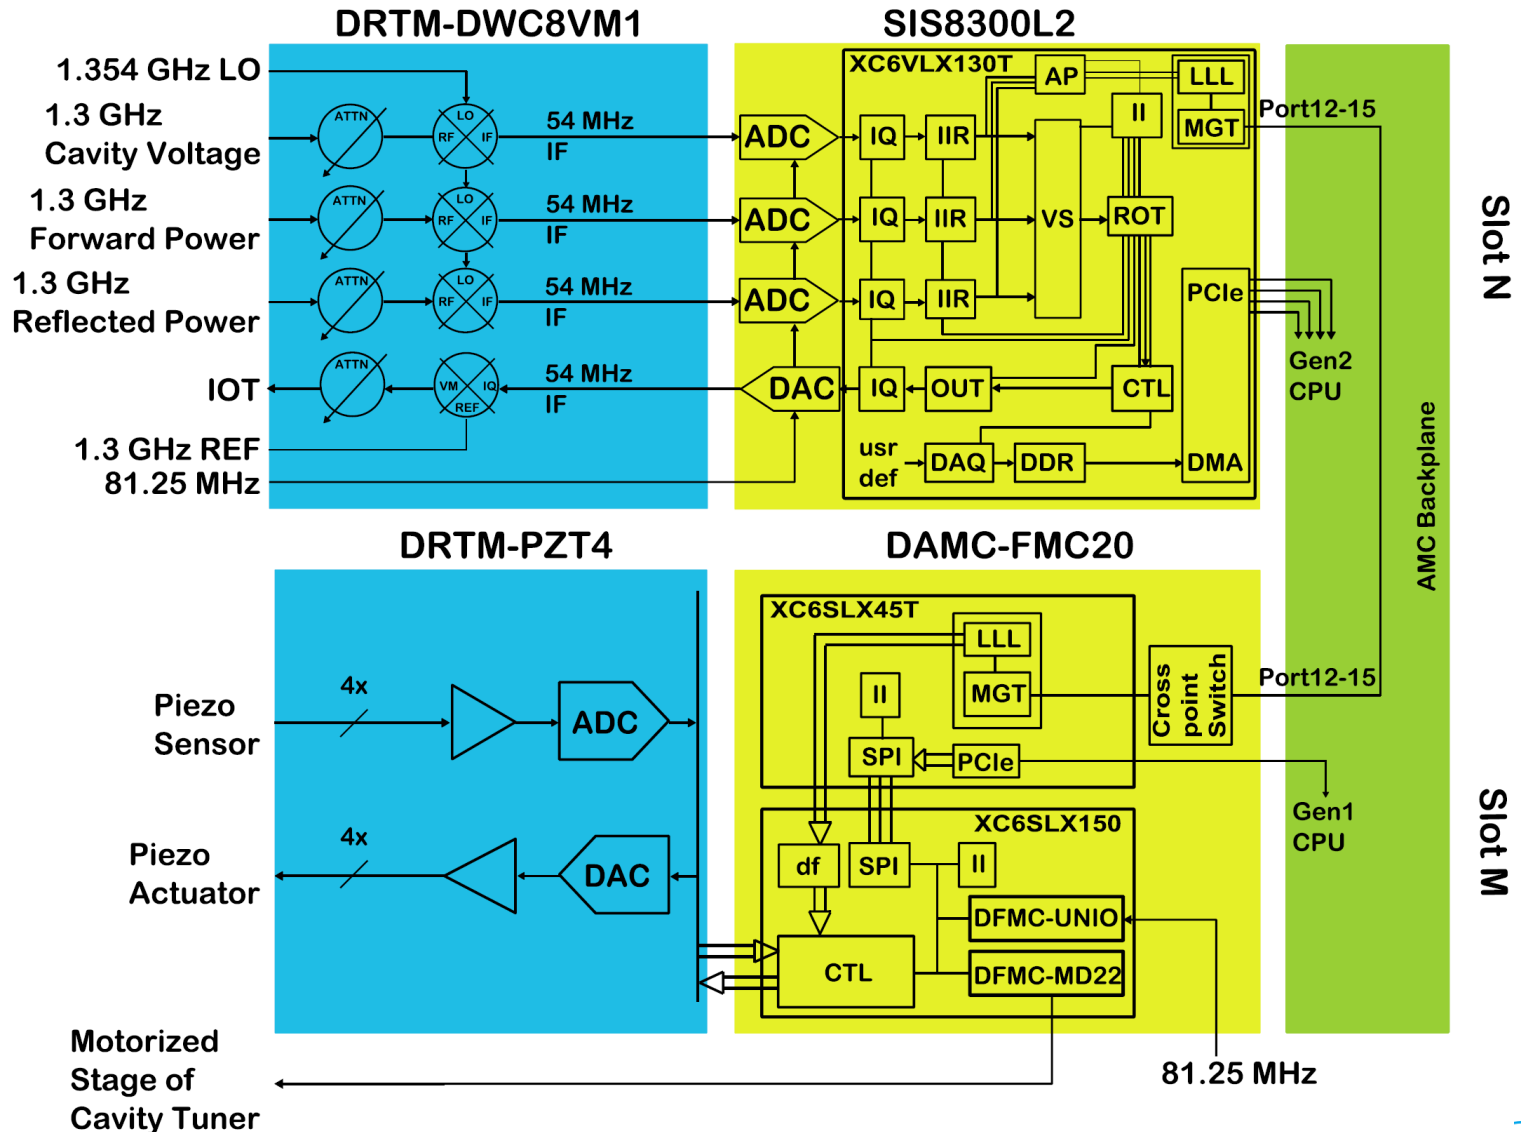 DRTM-DWC8VM1
SIS8300L2
1.354 GHz LO
1.3 GHz
Cavity Voltage
1.3 GHz
Forward Power
1.3 GHz
Reflected Power
IOT
1.3 GHz REF
81.25 MHz
ATTN
LO
RF
IF
54 MHz
IF
ATTN
LO
RF
IF
54 MHz
IF
ATTN
LO
RF
IF
54 MHz
IF
ATTN
VM
IQ
REF
54 MHz
IF
XC6VLX130T
ADC
IQ
IIR
ADC
IQ
IIR
ADC
IQ
IIR
DAC
IQ
OUT
CTL
AP
VS
II
ROT
LLL
MGT
PCIe
DMA
usr
def
DAQ
DDR
Port12-15
Gen2
CPU
AMC Backplane
Slot N
DRTM-PZT4
DAMC-FMC20
Piezo
Sensor
4x
ADC
Piezo
Actuator
4x
DAC
Motorized
Stage of
Cavity Tuner
XC6SLX45T
LLL
MGT
II
SPI
PCIe
Cross
point
Switch
Port12-15
Gen1
CPU
XC6SLX150
df
SPI
II
DFMC-UNIO
DFMC-MD22
CTL
81.25 MHz
Slot M